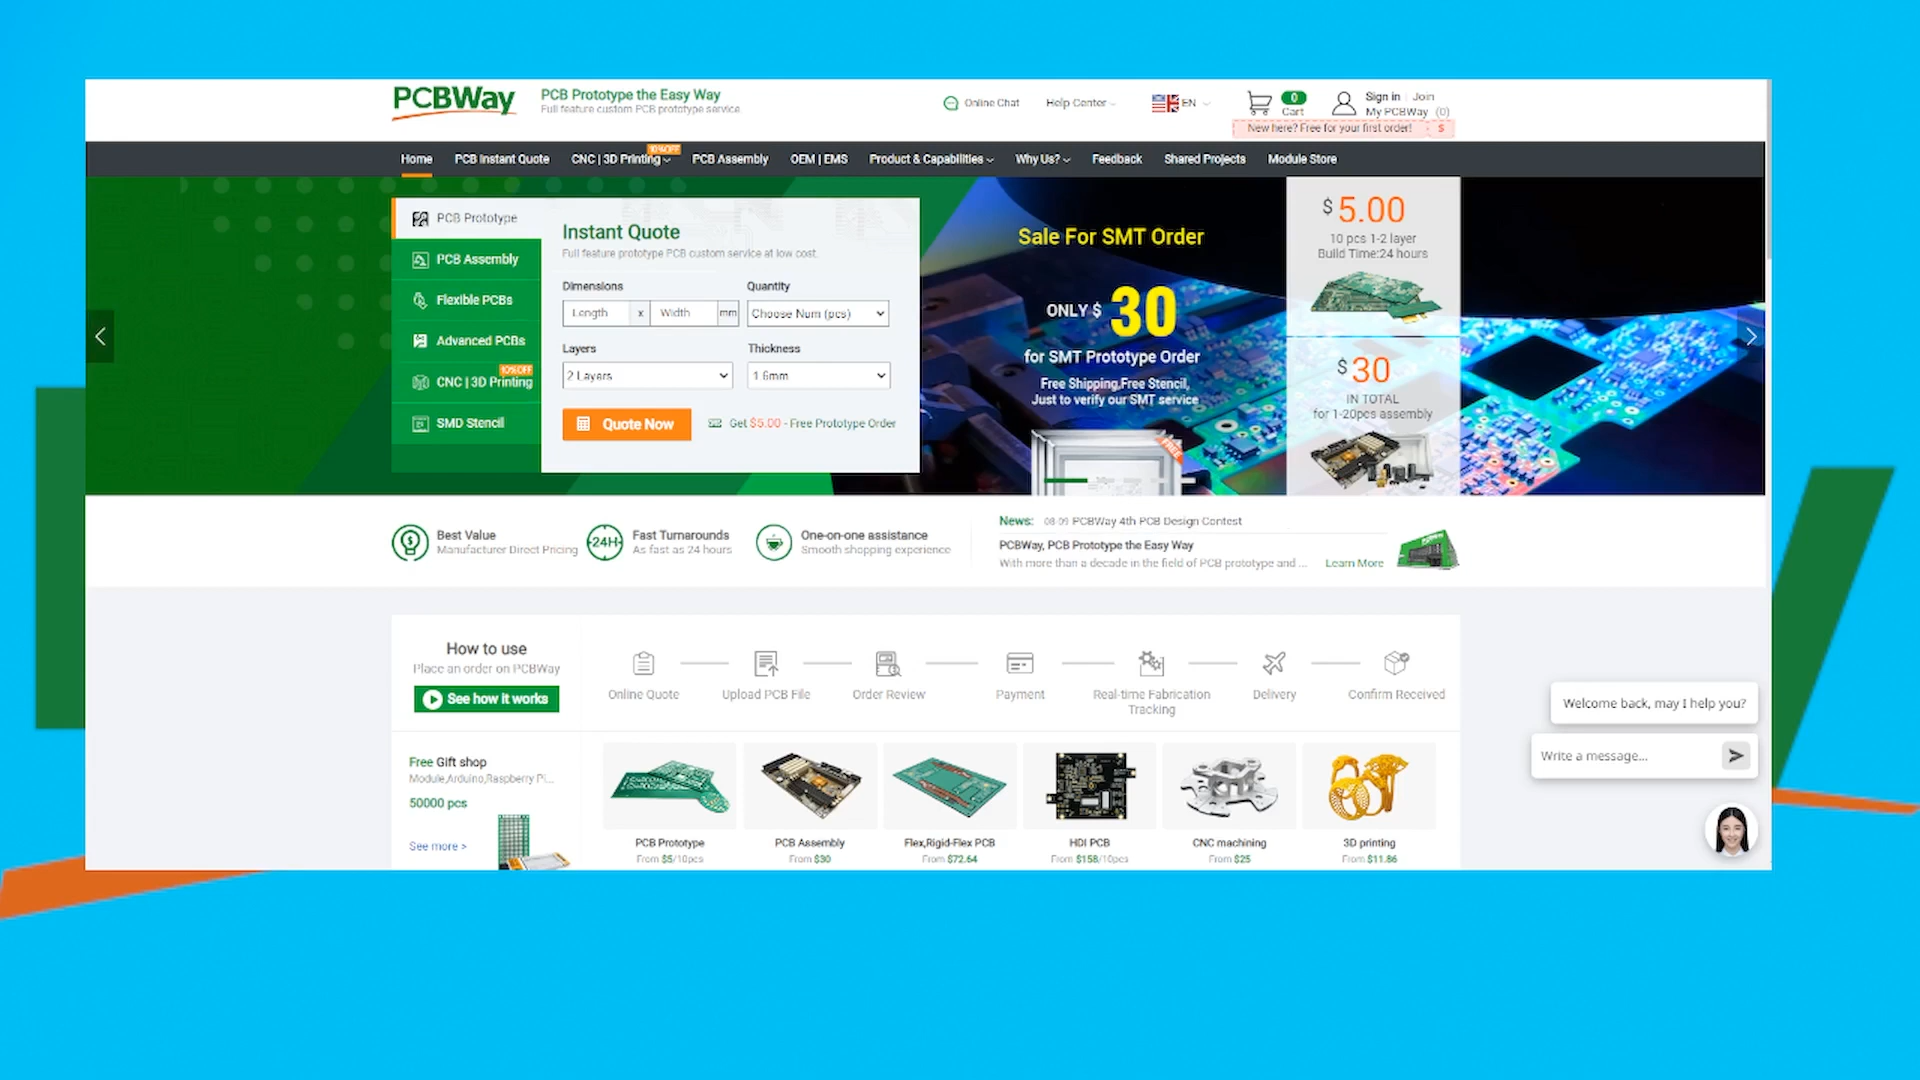 PCBWay
PCB Prototype the Easy Way
Full feature custom PCB prototype service.
Online Chat
Help Center
EN
0
Cart
Sign in | Join
My PCBWay (0)
New here? Free for your first order! $
Home
PCB Instant Quote
CNC | 3D Printing
10%OFF
PCB Assembly
OEM | EMS
Product & Capabilities
Why Us?
Feedback
Shared Projects
Module Store
PCB Prototype
PCB Assembly
Flexible PCBs
Advanced PCBs
10%OFF
CNC | 3D Printing
SMD Stencil
Instant Quote
Full feature prototype PCB custom service at low cost.
Dimensions
Quantity
Length x Width mm
Choose Num (pcs)
Layers
Thickness
2 Layers
1.6mm
Quote Now
Get $5.00 - Free Prototype Order
Sale For SMT Order
ONLY $ 30
for SMT Prototype Order
Free Shipping,Free Stencil,
Just to verify our SMT service
FREE
$ 5.00
10 pcs 1-2 layer
Build Time:24 hours
$ 30
IN TOTAL
for 1-20pcs assembly
Best Value
Manufacturer Direct Pricing
24H
Fast Turnarounds
As fast as 24 hours
One-on-one assistance
Smooth shopping experience
News: 08-09 PCBWay 4th PCB Design Contest
PCBWay, PCB Prototype the Easy Way
With more than a decade in the field of PCB prototype and ...
Learn More
How to use
Place an order on PCBWay
See how it works
Online Quote
Upload PCB File
Order Review
Payment
Real-time Fabrication
Tracking
Delivery
Confirm Received
Free Gift shop
Module,Arduino,Raspberry Pi...
50000 pcs
See more >
PCB Prototype
From $5/10pcs
PCB Assembly
From $30
Flex,Rigid-Flex PCB
From $72.64
HDI PCB
From $158/10pcs
CNC machining
From $25
3D printing
From $11.86
Welcome back, may I help you?
Write a message...